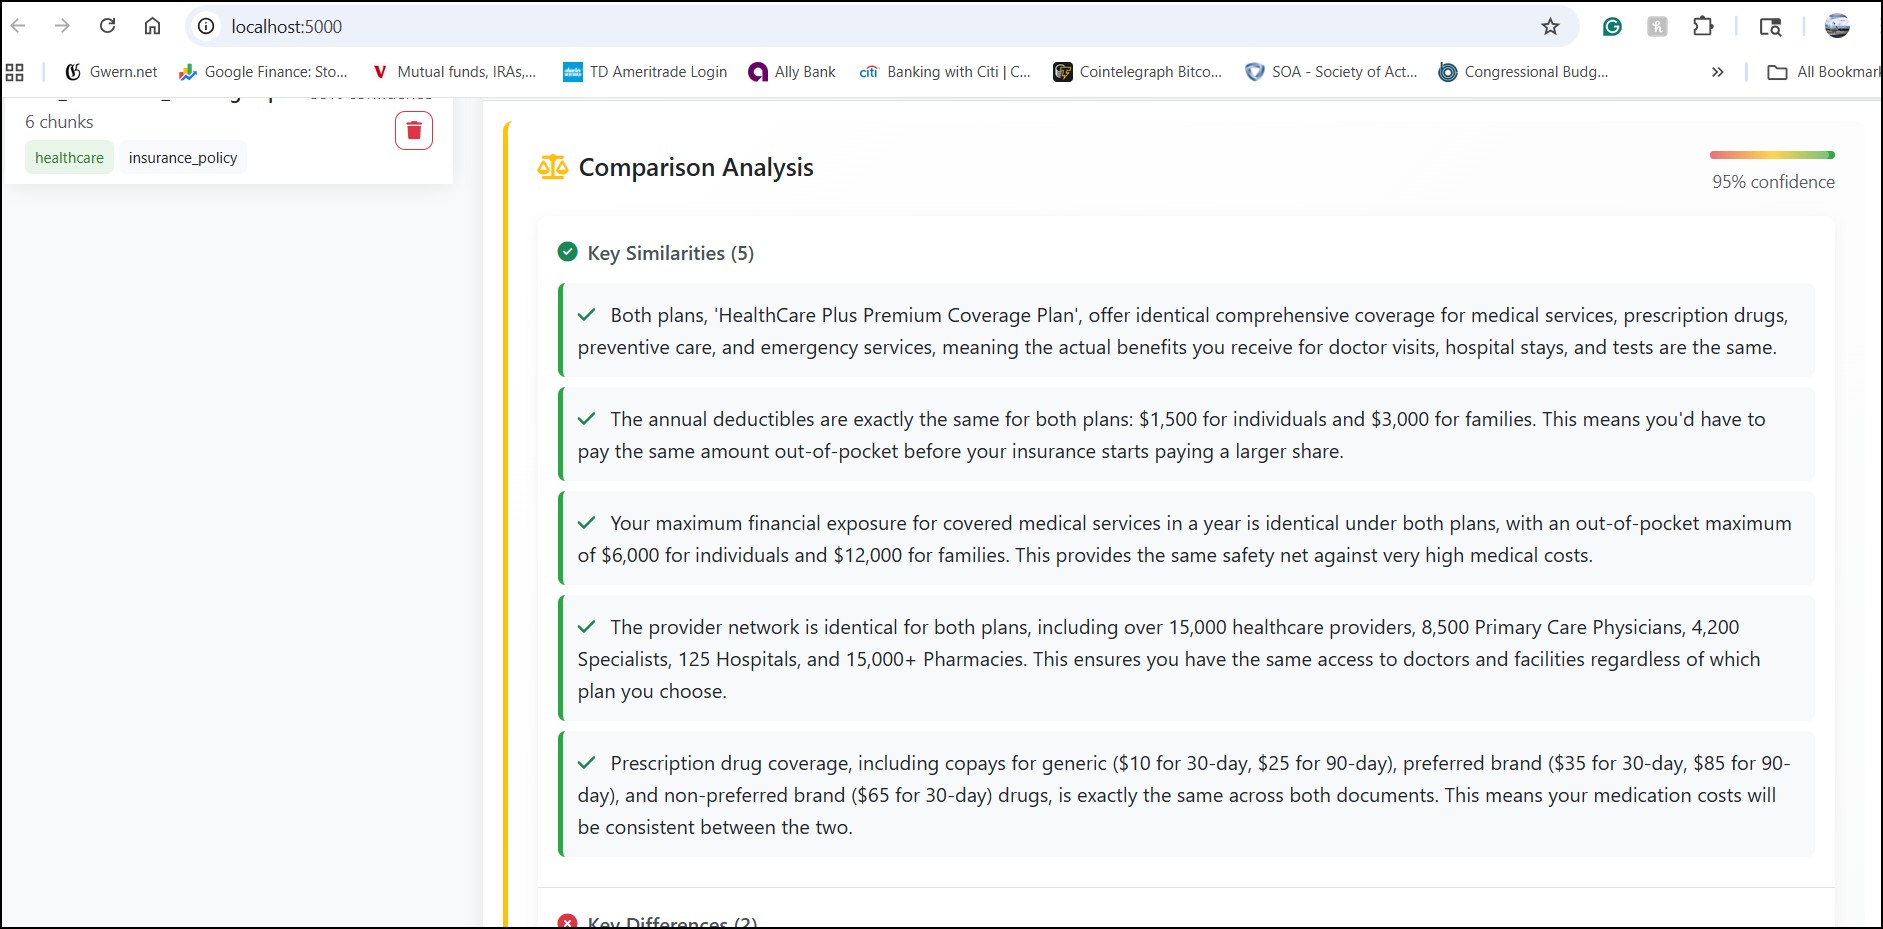 localhost:5000
Gwern.net
Google Finance: Sto...
Mutual funds, IRAs,...
TD Ameritrade Login
Ally Bank
citi Banking with Citi | C...
Cointelegraph Bitco...
SOA - Society of Act...
Congressional Budg...
»
All Bookmark
6 chunks
healthcare
insurance_policy
Comparison Analysis
95% confidence
Key Similarities (5)
Both plans, 'HealthCare Plus Premium Coverage Plan', offer identical comprehensive coverage for medical services, prescription drugs,
preventive care, and emergency services, meaning the actual benefits you receive for doctor visits, hospital stays, and tests are the same.
The annual deductibles are exactly the same for both plans: $1,500 for individuals and $3,000 for families. This means you'd have to
pay the same amount out-of-pocket before your insurance starts paying a larger share.
Your maximum financial exposure for covered medical services in a year is identical under both plans, with an out-of-pocket maximum
of $6,000 for individuals and $12,000 for families. This provides the same safety net against very high medical costs.
The provider network is identical for both plans, including over 15,000 healthcare providers, 8,500 Primary Care Physicians, 4,200
Specialists, 125 Hospitals, and 15,000+ Pharmacies. This ensures you have the same access to doctors and facilities regardless of which
plan you choose.
Prescription drug coverage, including copays for generic ($10 for 30-day, $25 for 90-day), preferred brand ($35 for 30-day, $85 for 90-
day), and non-preferred brand ($65 for 30-day) drugs, is exactly the same across both documents. This means your medication costs will
be consistent between the two.
Key Differences (2)